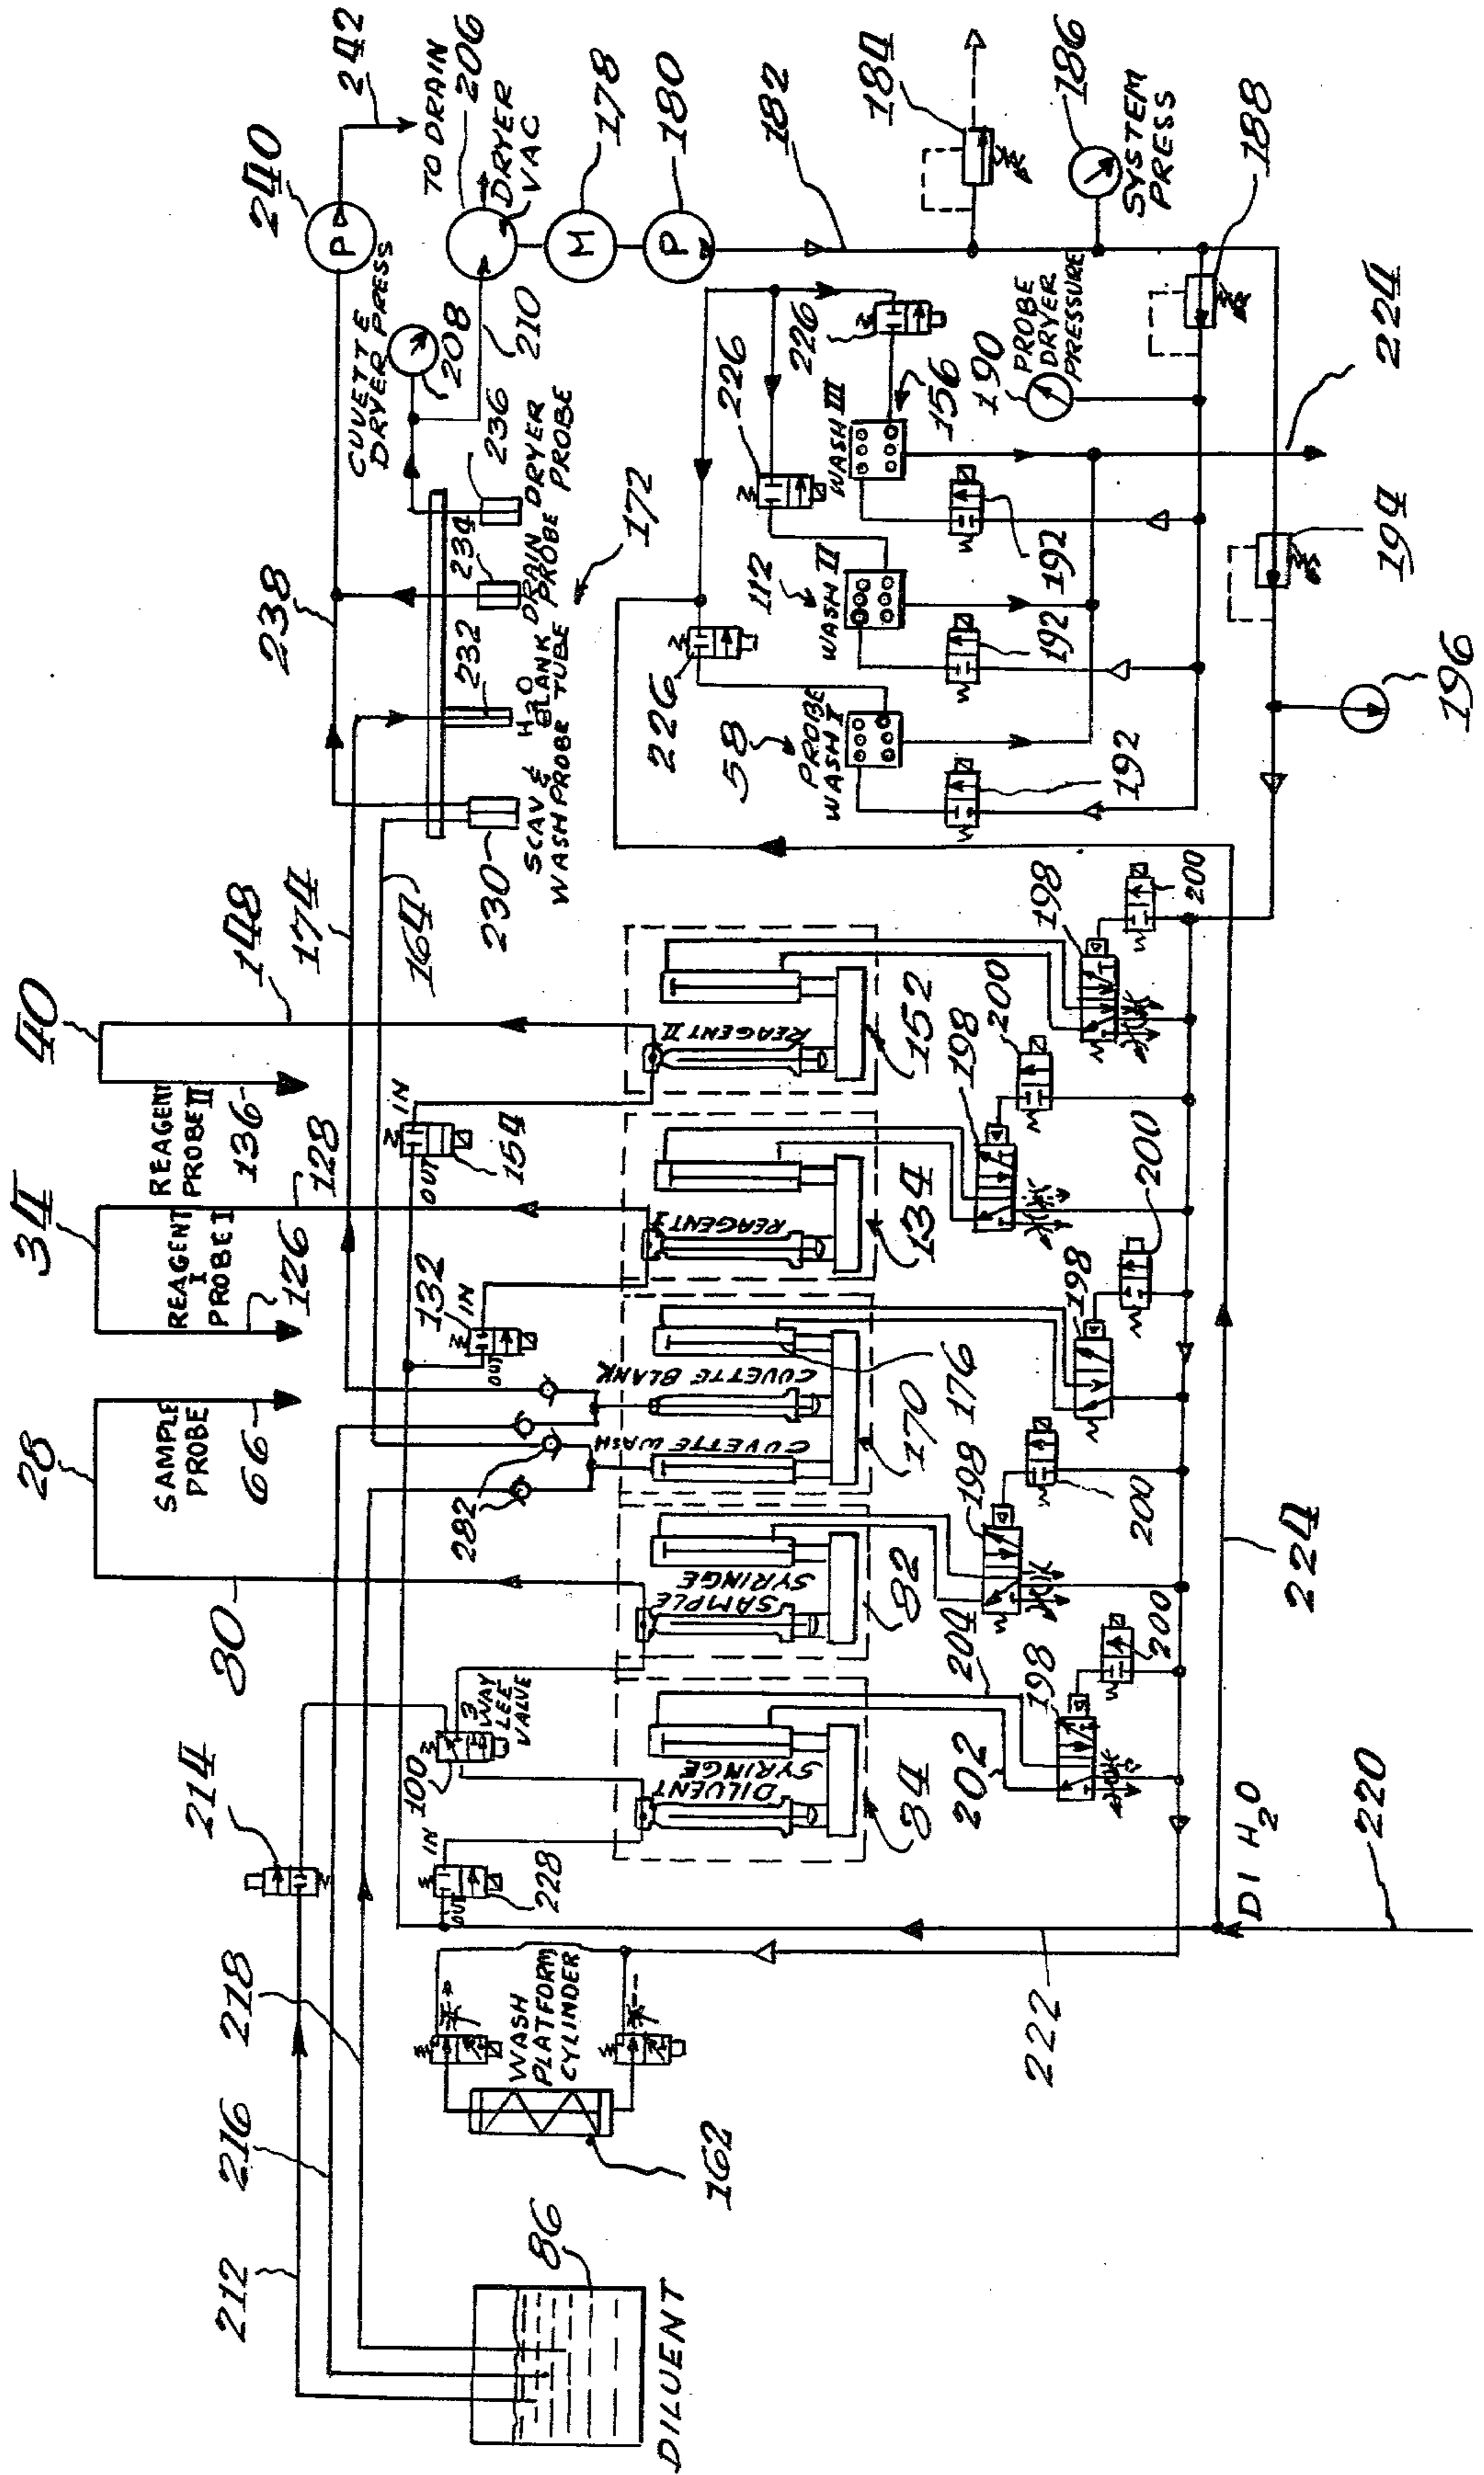 240
242
TO DRAIN
206
DRYER
VAC
178
180
182
184
186
SYSTEM
PRESS
188
P
M
P
CUVETTE
DRYER PRESS
208
210
236
DRYER
PROBE
234
DRAIN
PROBE
232
H2O
BLANK
TUBE
SCAV &
WASH PROBE
230
238
172
226
226
226
WASH III
156
190
PROBE
DRYER
PRESSURE
224
112
WASH II
192
192
192
58
PROBE
WASH I
194
196
40
148
174
164
REAGENT
PROBE II
136
34
128
REAGENT
I
PROBE I
126
28
SAMPLE
PROBE
66
80
IN
OUT
154
132
IN
OUT
282
REAGENT II
152
REAGENT I
134
CUVETTE BLANK
176
CUVETTE WASH
170
SAMPLE
SYRINGE
82
DILUENT
SYRINGE
84
198
200
198
200
198
200
198
200
198
200
204
202
224
214
100
3
WAY
LEE
VALVE
IN
OUT
228
DI H2O
220
222
218
216
212
WASH
PLATFORM
CYLINDER
162
86
DILUENT